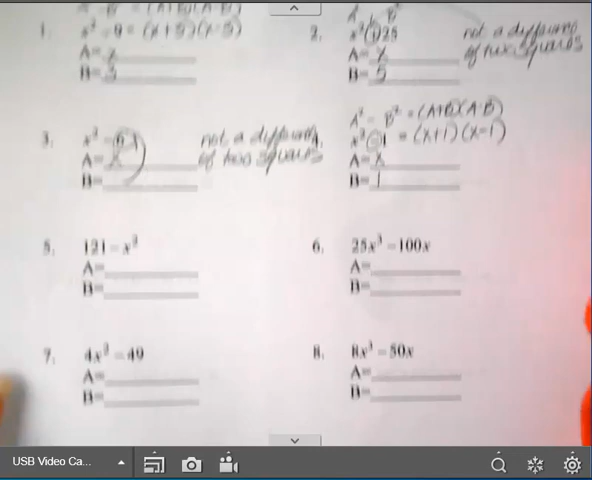 A² - B² = (A+B)(A-B)
1. x² - 9 = (x+3)(x-3)
A= x
B= 3
A² B²
2. x² 25 not a difference of two squares
A= x
B= 5
3. x² not a difference of two squares
A= x
B=
A² - B² = (A+B)(A-B)
4. x² - 1 = (x+1)(x-1)
A= x
B= 1
5. 121 – x²
A=
B=
6. 25x³ – 100x
A=
B=
7. 4x² – 49
A=
B=
8. 8x³ – 50x
A=
B=
USB Video Ca...